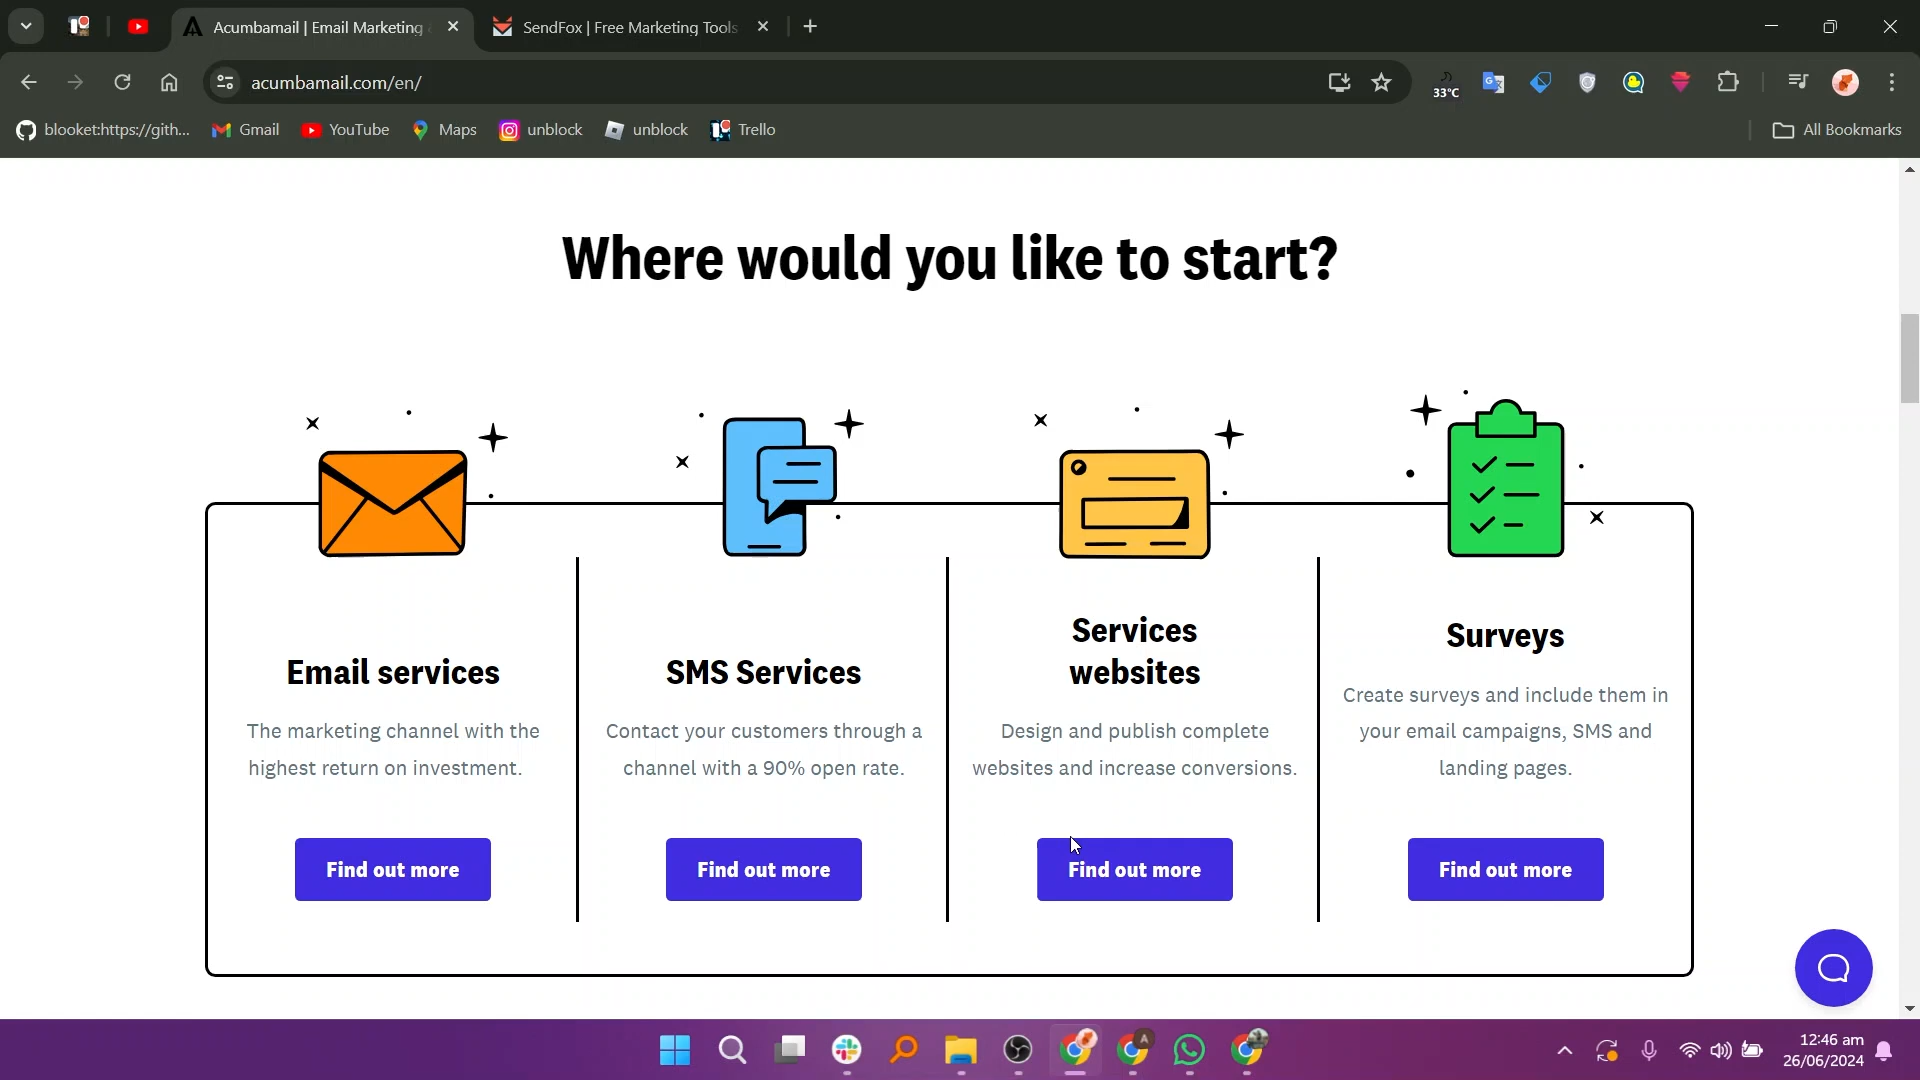 Acumbamail | Email Marketing
SendFox | Free Marketing Tools
acumbamail.com/en/
33°C
blooket:https://gith...
Gmail
YouTube
Maps
unblock
unblock
Trello
All Bookmarks
Where would you like to start?
Email services
The marketing channel with the
highest return on investment.
Find out more
SMS Services
Contact your customers through a
channel with a 90% open rate.
Find out more
Services
websites
Design and publish complete
websites and increase conversions.
Find out more
Surveys
Create surveys and include them in
your email campaigns, SMS and
landing pages.
Find out more
12:46 am
26/06/2024